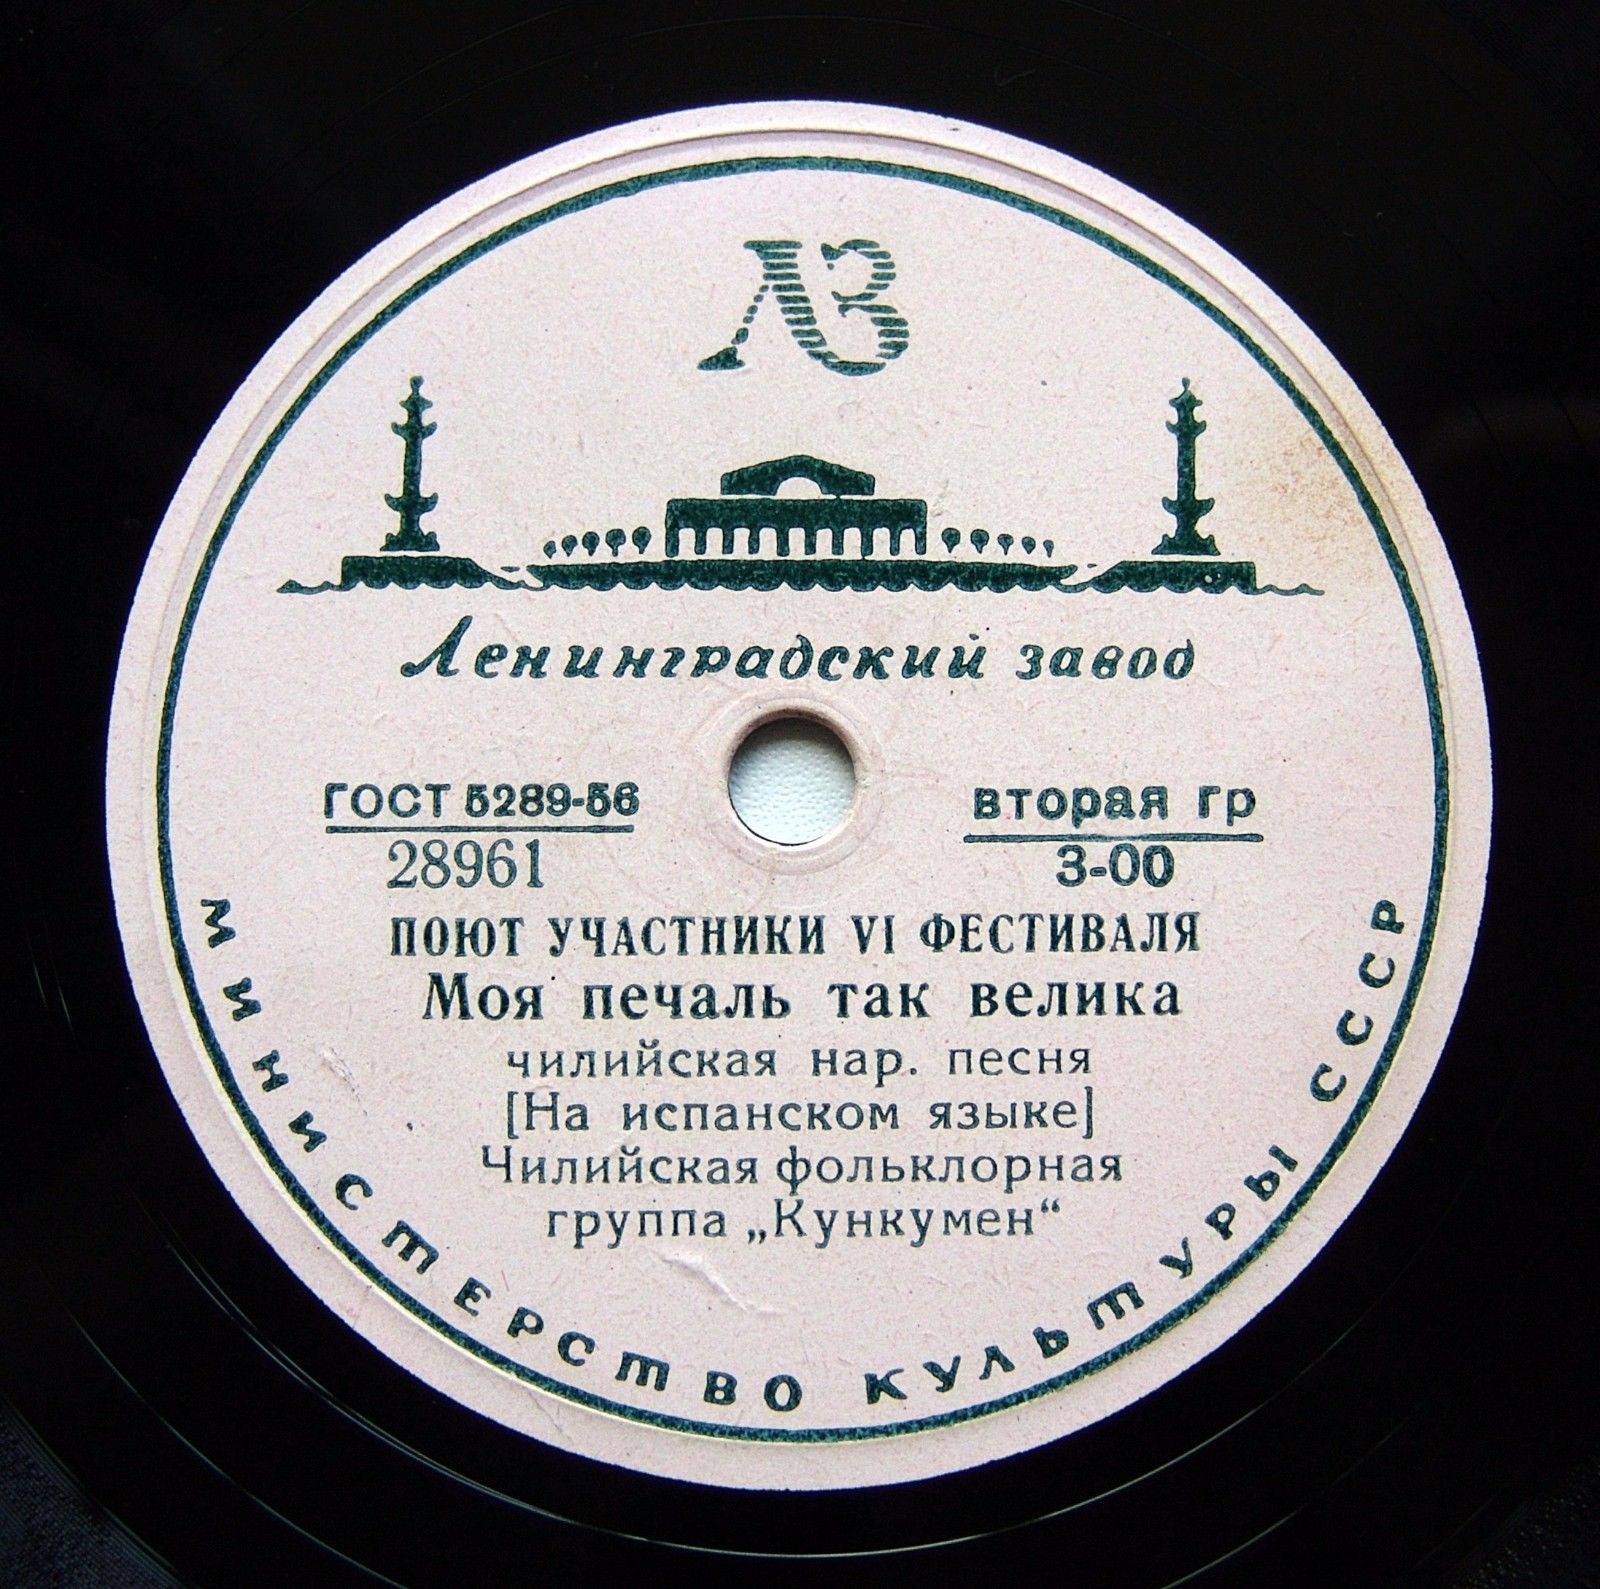 ЛЗ
Ленинградский завод
ГОСТ 5289-56
28961
вторая гр
3-00
ПОЮТ УЧАСТНИКИ VI ФЕСТИВАЛЯ
Моя печаль так велика
чилийская нар. песня
[На испанском языке]
Чилийская фольклорная
группа „Кункумен“
МИНИСТЕРСТВО КУЛЬТУРЫ СССР